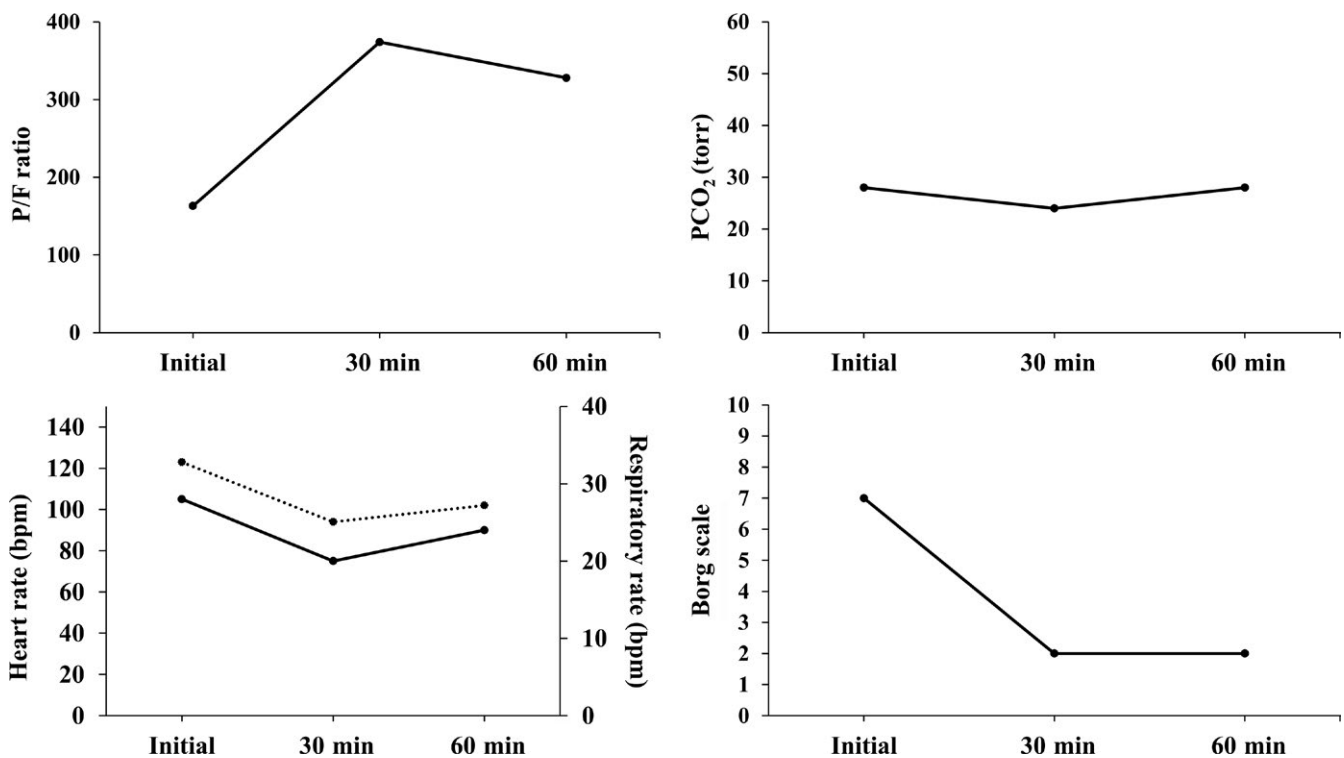 P/F ratio
400
300
200
100
0
Initial
30 min
60 min
PCO₂ (torr)
60
50
40
30
20
10
0
Initial
30 min
60 min
Heart rate (bpm)
140
120
100
80
60
40
20
0
Initial
30 min
60 min
40
30
20
10
0
Respiratory rate (bpm)
Borg scale
10
9
8
7
6
5
4
3
2
1
0
Initial
30 min
60 min